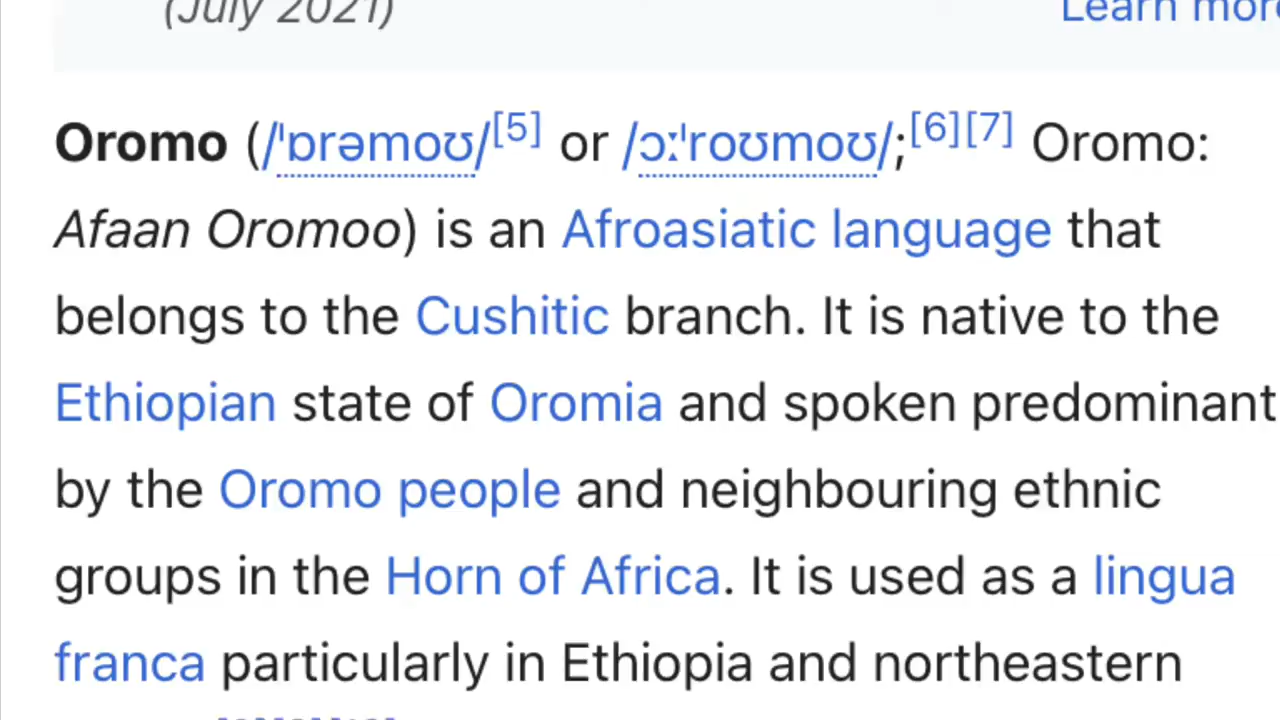 (July 2021) Learn more
Oromo (/ˈɒrəmoʊ/[5] or /ɔːˈroʊmoʊ/;[6][7] Oromo:
Afaan Oromoo) is an Afroasiatic language that
belongs to the Cushitic branch. It is native to the
Ethiopian state of Oromia and spoken predominant
by the Oromo people and neighbouring ethnic
groups in the Horn of Africa. It is used as a lingua
franca particularly in Ethiopia and northeastern